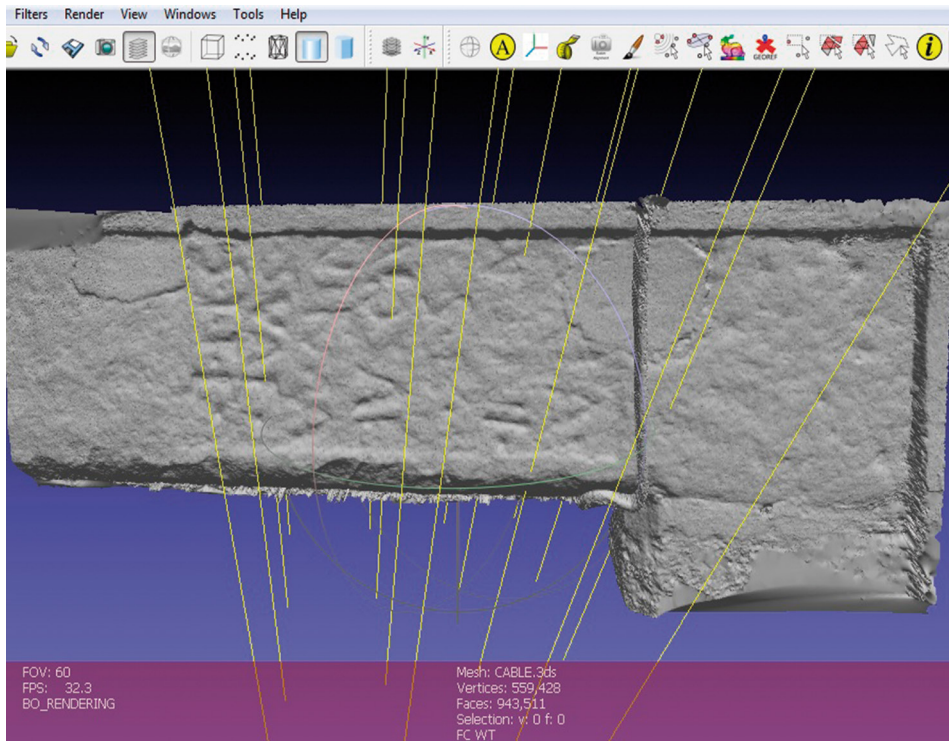 Filters Render View Windows Tools Help
A GEOREF i
FOV: 60
FPS: 32.3
BO_RENDERING
Mesh: CABLE.3ds
Vertices: 559,428
Faces: 943,511
Selection: v: 0 f: 0
FC WT